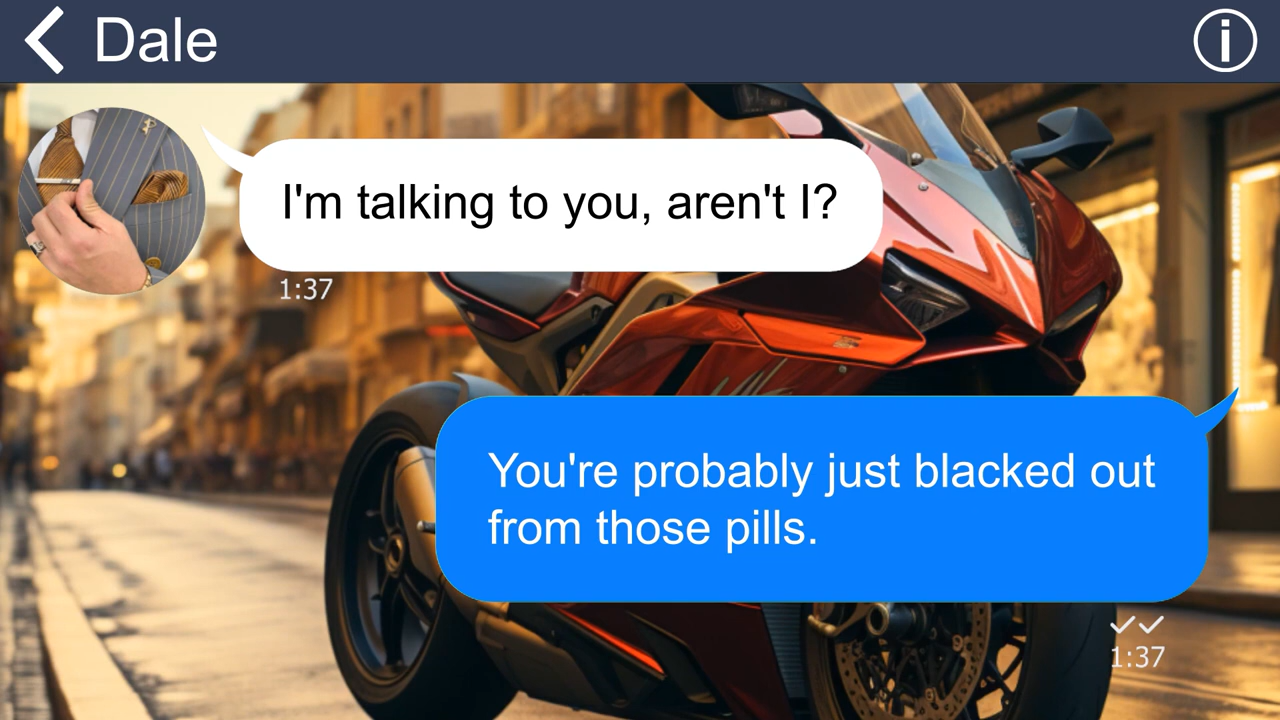 Dale
I'm talking to you, aren't I?
1:37
You're probably just blacked out
from those pills.
1:37